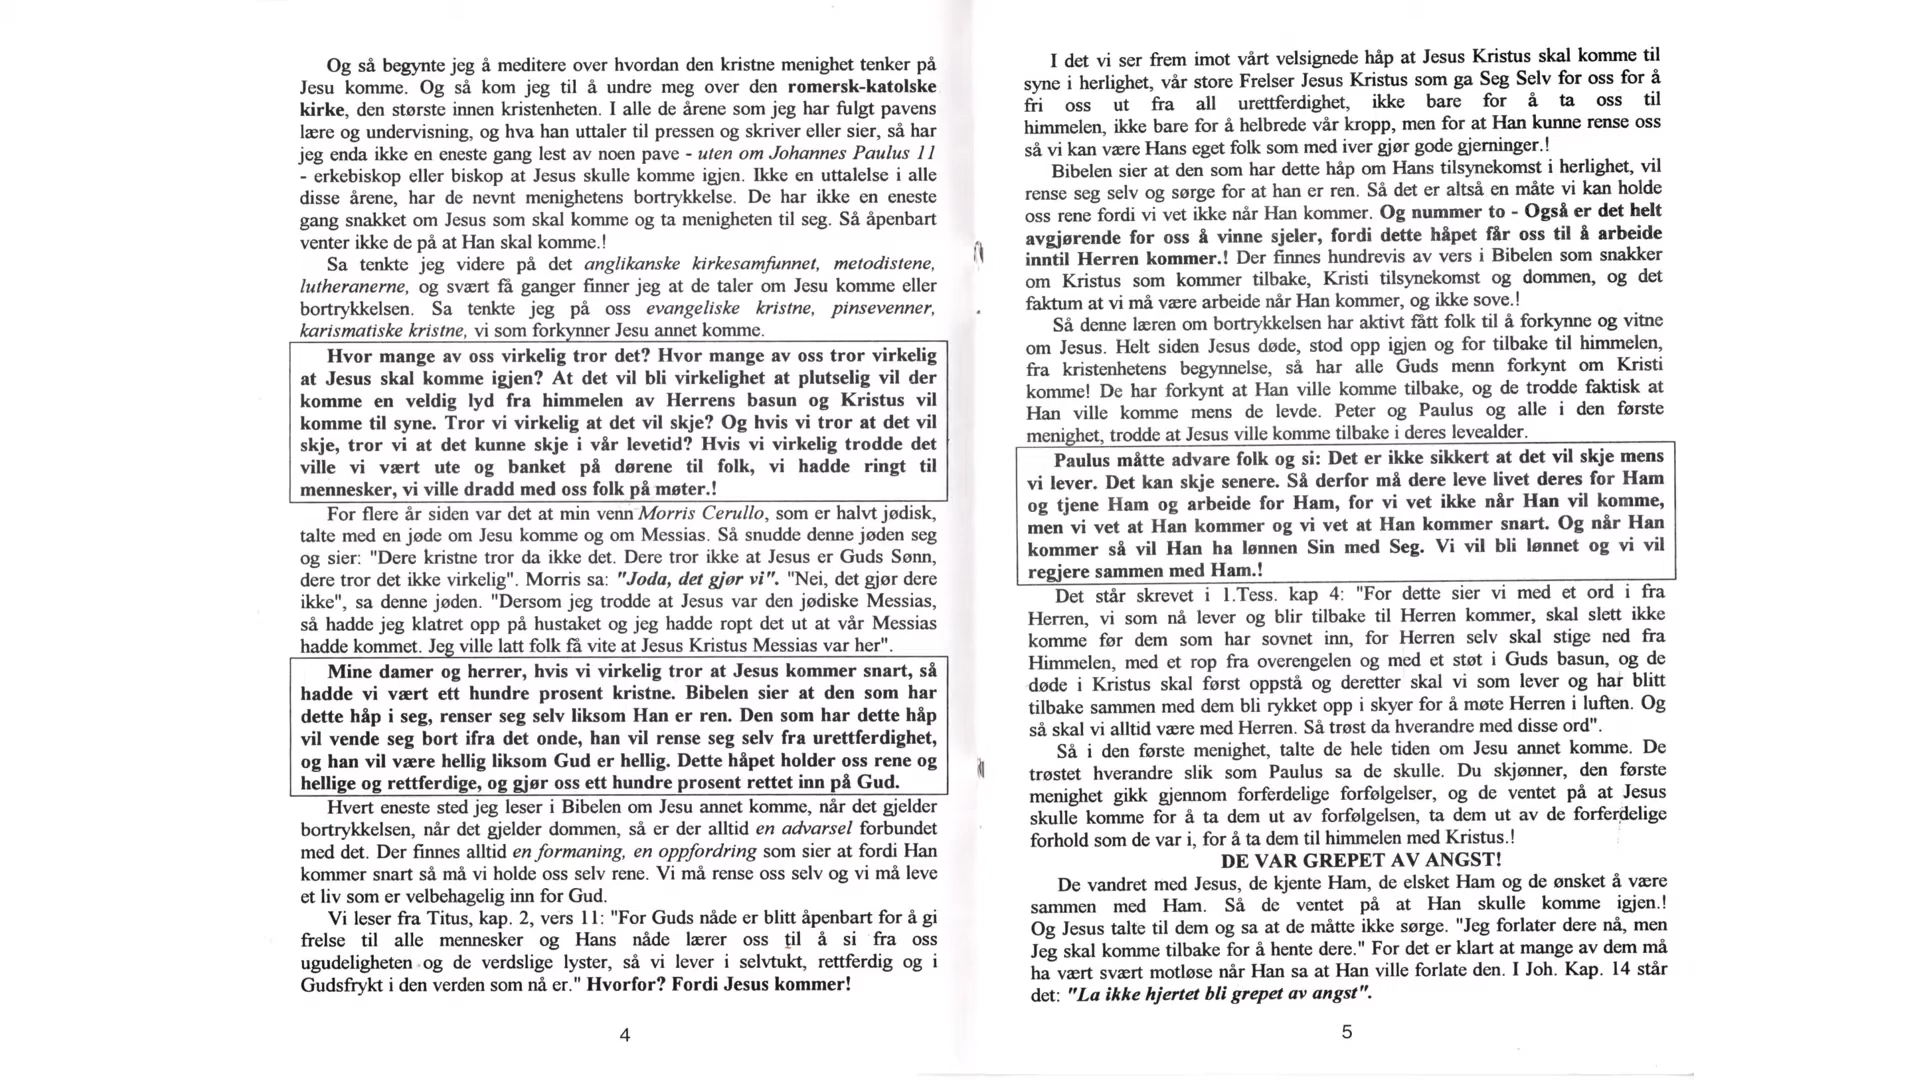 Og så begynte jeg å meditere over hvordan den kristne menighet tenker på
Jesu komme. Og så kom jeg til å undre meg over den romersk-katolske
kirke, den største innen kristenheten. I alle de årene som jeg har fulgt pavens
lære og undervisning, og hva han uttaler til pressen og skriver eller sier, så har
jeg enda ikke en eneste gang lest av noen pave - uten om Johannes Paulus 11
- erkebiskop eller biskop at Jesus skulle komme igjen. Ikke en uttalelse i alle
disse årene, har de nevnt menighetens bortrykkelse. De har ikke en eneste
gang snakket om Jesus som skal komme og ta menigheten til seg. Så åpenbart
venter ikke de på at Han skal komme.!
Sa tenkte jeg videre på det anglikanske kirkesamfunnet, metodistene,
lutheranerne, og svært få ganger finner jeg at de taler om Jesu komme eller
bortrykkelsen. Sa tenkte jeg på oss evangeliske kristne, pinsevenner,
karismatiske kristne, vi som forkynner Jesu annet komme.
Hvor mange av oss virkelig tror det? Hvor mange av oss tror virkelig
at Jesus skal komme igjen? At det vil bli virkelighet at plutselig vil der
komme en veldig lyd fra himmelen av Herrens basun og Kristus vil
komme til syne. Tror vi virkelig at det vil skje? Og hvis vi tror at det vil
skje, tror vi at det kunne skje i vår levetid? Hvis vi virkelig trodde det
ville vi vært ute og banket på dørene til folk, vi hadde ringt til
mennesker, vi ville dradd med oss folk på møter.!
For flere år siden var det at min venn Morris Cerullo, som er halvt jødisk,
talte med en jøde om Jesu komme og om Messias. Så snudde denne jøden seg
og sier: "Dere kristne tror da ikke det. Dere tror ikke at Jesus er Guds Sønn,
dere tror det ikke virkelig". Morris sa: "Joda, det gjør vi". "Nei, det gjør dere
ikke", sa denne jøden. "Dersom jeg trodde at Jesus var den jødiske Messias,
så hadde jeg klatret opp på hustaket og jeg hadde ropt det ut at vår Messias
hadde kommet. Jeg ville latt folk få vite at Jesus Kristus Messias var her".
Mine damer og herrer, hvis vi virkelig tror at Jesus kommer snart, så
hadde vi vært ett hundre prosent kristne. Bibelen sier at den som har
dette håp i seg, renser seg selv liksom Han er ren. Den som har dette håp
vil vende seg bort ifra det onde, han vil rense seg selv fra urettferdighet,
og han vil være hellig liksom Gud er hellig. Dette håpet holder oss rene og
hellige og rettferdige, og gjør oss ett hundre prosent rettet inn på Gud.
Hvert eneste sted jeg leser i Bibelen om Jesu annet komme, når det gjelder
bortrykkelsen, når det gjelder dommen, så er der alltid en advarsel forbundet
med det. Der finnes alltid en formaning, en oppfordring som sier at fordi Han
kommer snart så må vi holde oss selv rene. Vi må rense oss selv og vi må leve
et liv som er velbehagelig inn for Gud.
Vi leser fra Titus, kap. 2, vers 11: "For Guds nåde er blitt åpenbart for å gi
frelse til alle mennesker og Hans nåde lærer oss til å si fra oss
ugudeligheten og de verdslige lyster, så vi lever i selvtukt, rettferdig og i
Gudsfrykt i den verden som nå er." Hvorfor? Fordi Jesus kommer!
4
I det vi ser frem imot vårt velsignede håp at Jesus Kristus skal komme til
syne i herlighet, vår store Frelser Jesus Kristus som ga Seg Selv for oss for å
fri oss ut fra all urettferdighet, ikke bare for å ta oss til
himmelen, ikke bare for å helbrede vår kropp, men for at Han kunne rense oss
så vi kan være Hans eget folk som med iver gjør gode gjerninger.!
Bibelen sier at den som har dette håp om Hans tilsynekomst i herlighet, vil
rense seg selv og sørge for at han er ren. Så det er altså en måte vi kan holde
oss rene fordi vi vet ikke når Han kommer. Og nummer to - Også er det helt
avgjørende for oss å vinne sjeler, fordi dette håpet får oss til å arbeide
inntil Herren kommer.! Der finnes hundrevis av vers i Bibelen som snakker
om Kristus som kommer tilbake, Kristi tilsynekomst og dommen, og det
faktum at vi må være arbeide når Han kommer, og ikke sove.!
Så denne læren om bortrykkelsen har aktivt fått folk til å forkynne og vitne
om Jesus. Helt siden Jesus døde, stod opp igjen og for tilbake til himmelen,
fra kristenhetens begynnelse, så har alle Guds menn forkynt om Kristi
komme! De har forkynt at Han ville komme tilbake, og de trodde faktisk at
Han ville komme mens de levde. Peter og Paulus og alle i den første
menighet, trodde at Jesus ville komme tilbake i deres levealder.
Paulus måtte advare folk og si: Det er ikke sikkert at det vil skje mens
vi lever. Det kan skje senere. Så derfor må dere leve livet deres for Ham
og tjene Ham og arbeide for Ham, for vi vet ikke når Han vil komme,
men vi vet at Han kommer og vi vet at Han kommer snart. Og når Han
kommer så vil Han ha lønnen Sin med Seg. Vi vil bli lønnet og vi vil
regjere sammen med Ham.!
Det står skrevet i 1.Tess. kap 4: "For dette sier vi med et ord i fra
Herren, vi som nå lever og blir tilbake til Herren kommer, skal slett ikke
komme før dem som har sovnet inn, for Herren selv skal stige ned fra
Himmelen, med et rop fra overengelen og med et støt i Guds basun, og de
døde i Kristus skal først oppstå og deretter skal vi som lever og har blitt
tilbake sammen med dem bli rykket opp i skyer for å møte Herren i luften. Og
så skal vi alltid være med Herren. Så trøst da hverandre med disse ord".
Så i den første menighet, talte de hele tiden om Jesu annet komme. De
trøstet hverandre slik som Paulus sa de skulle. Du skjønner, den første
menighet gikk gjennom forferdelige forfølgelser, og de ventet på at Jesus
skulle komme for å ta dem ut av forfølgelsen, ta dem ut av de forferdelige
forhold som de var i, for å ta dem til himmelen med Kristus.!
DE VAR GREPET AV ANGST!
De vandret med Jesus, de kjente Ham, de elsket Ham og de ønsket å være
sammen med Ham. Så de ventet på at Han skulle komme igjen.!
Og Jesus talte til dem og sa at de måtte ikke sørge. "Jeg forlater dere nå, men
Jeg skal komme tilbake for å hente dere." For det er klart at mange av dem må
ha vært svært motløse når Han sa at Han ville forlate den. I Joh. Kap. 14 står
det: "La ikke hjertet bli grepet av angst".
5